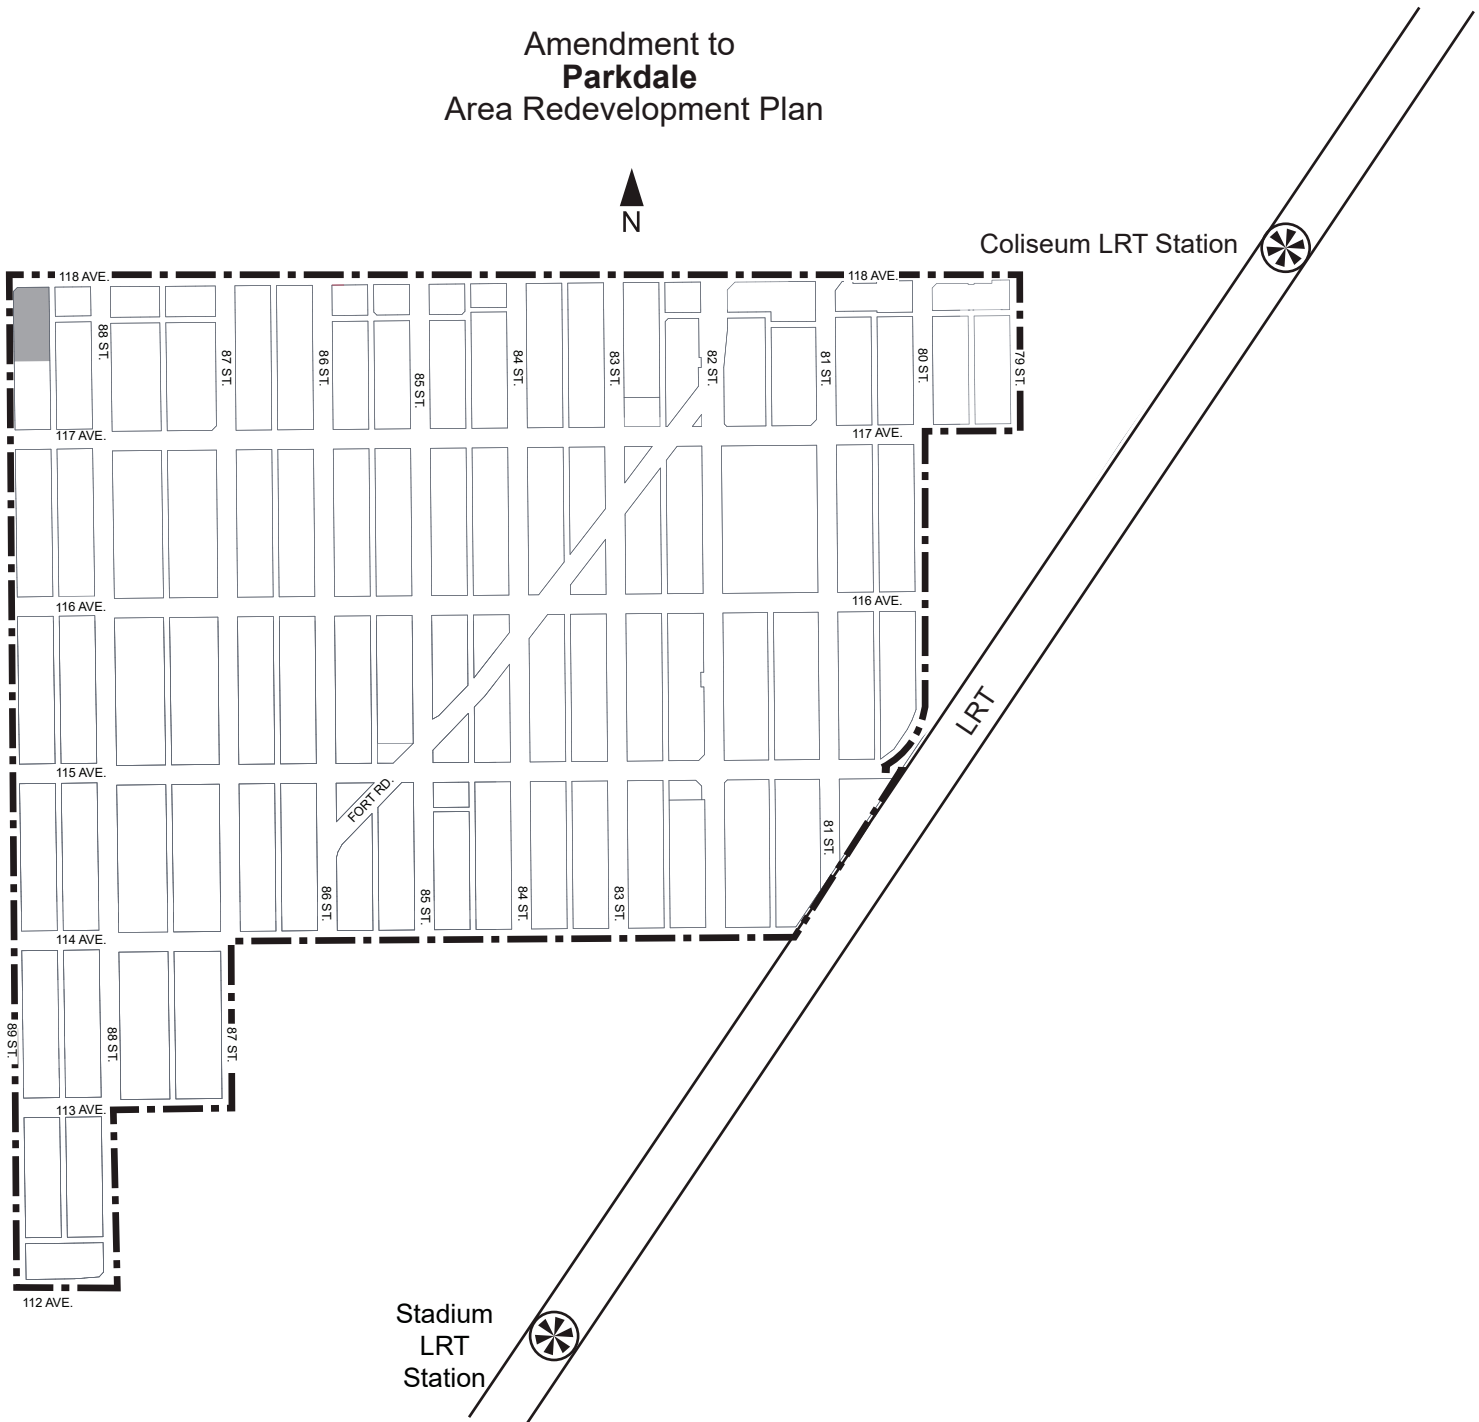 Amendment to
Parkdale
Area Redevelopment Plan
N
Coliseum LRT Station
118 AVE.
118 AVE.
88 ST.
87 ST.
86 ST.
85 ST.
84 ST.
83 ST.
82 ST.
81 ST.
80 ST.
79 ST.
117 AVE.
117 AVE.
116 AVE.
116 AVE.
LRT
115 AVE.
FORT RD.
81 ST.
86 ST.
85 ST.
84 ST.
83 ST.
114 AVE.
89 ST.
88 ST.
87 ST.
113 AVE.
112 AVE.
Stadium
LRT
Station